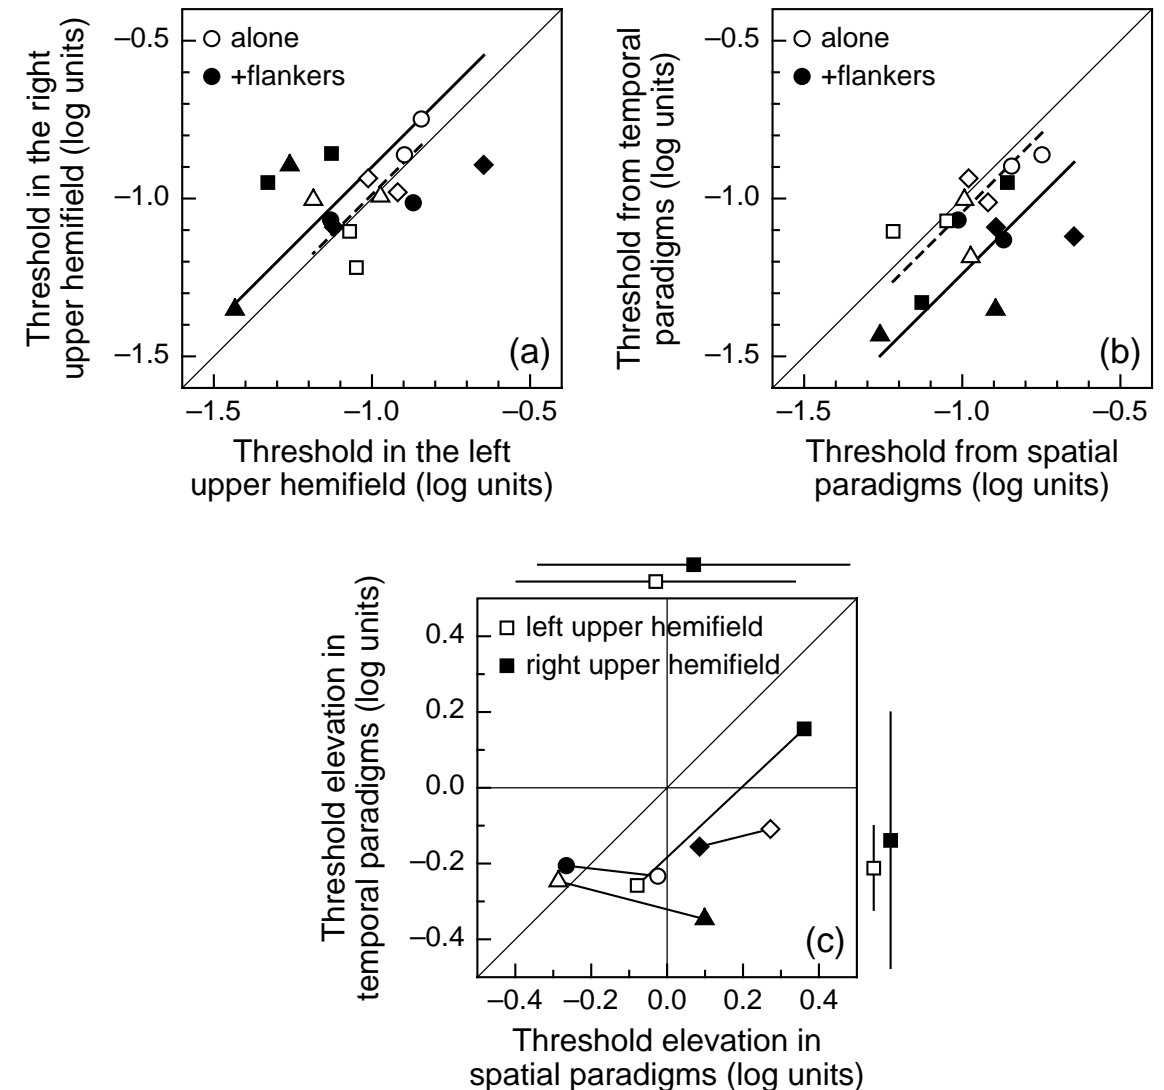 Threshold in the right
upper hemifield (log units)
−0.5
−1.0
−1.5
alone
+flankers
(a)
−1.5 −1.0 −0.5
Threshold in the left
upper hemifield (log units)
Threshold from temporal
paradigms (log units)
−0.5
−1.0
−1.5
alone
+flankers
(b)
−1.5 −1.0 −0.5
Threshold from spatial
paradigms (log units)
Threshold elevation in
temporal paradigms (log units)
0.4
0.2
0.0
−0.2
−0.4
left upper hemifield
right upper hemifield
(c)
−0.4 −0.2 0.0 0.2 0.4
Threshold elevation in
spatial paradigms (log units)